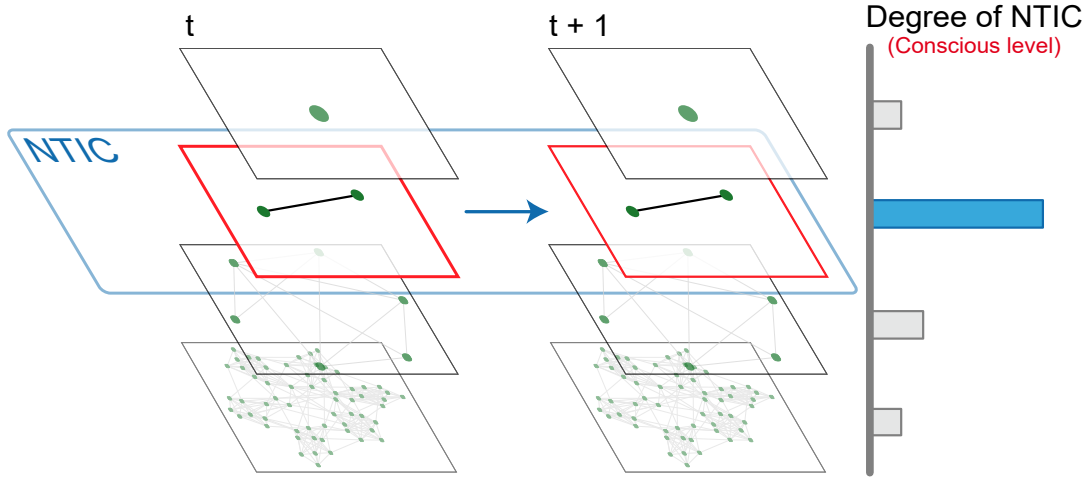 t
t + 1
Degree of NTIC
(Conscious level)
NTIC